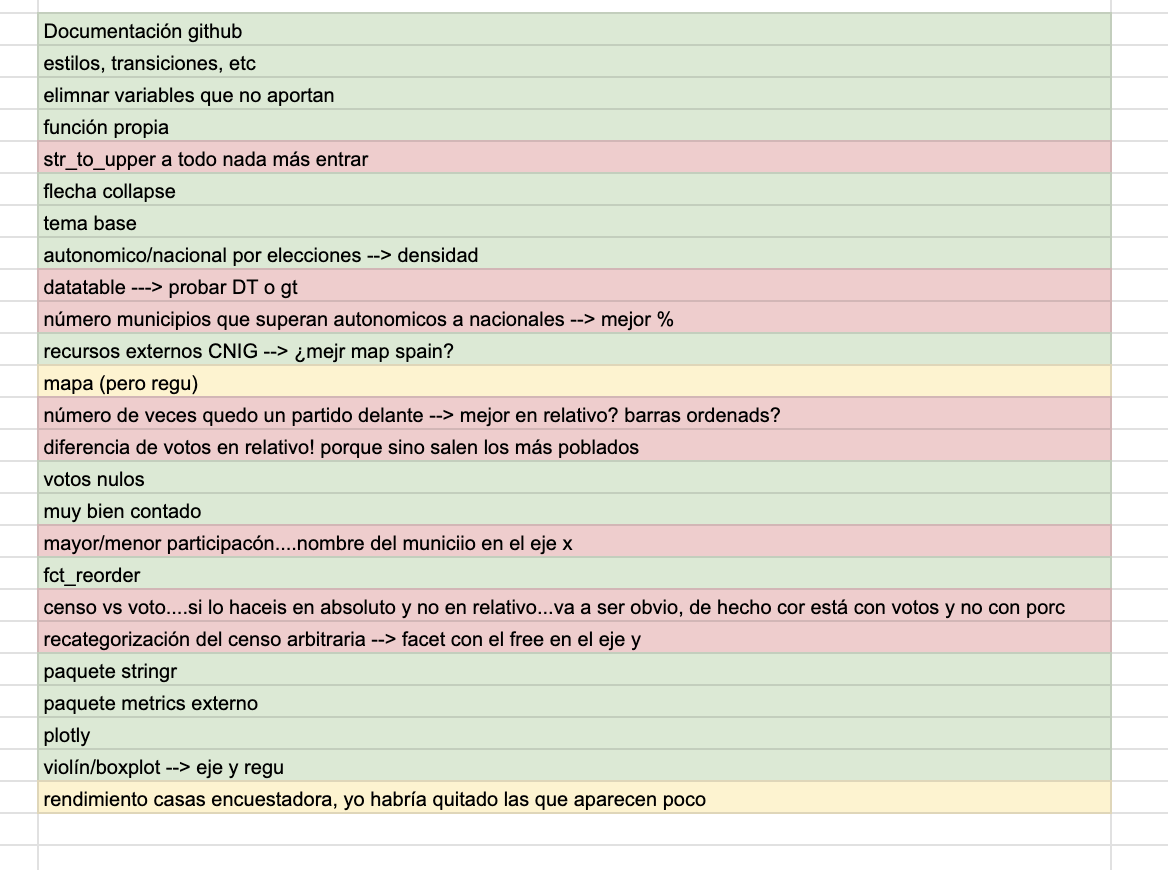 Documentación github
estilos, transiciones, etc
elimnar variables que no aportan
función propia
str_to_upper a todo nada más entrar
flecha collapse
tema base
autonomico/nacional por elecciones --> densidad
datatable ---> probar DT o gt
número municipios que superan autonomicos a nacionales --> mejor %
recursos externos CNIG --> ¿mejr map spain?
mapa (pero regu)
número de veces quedo un partido delante --> mejor en relativo? barras ordenads?
diferencia de votos en relativo! porque sino salen los más poblados
votos nulos
muy bien contado
mayor/menor participacón....nombre del municiio en el eje x
fct_reorder
censo vs voto....si lo haceis en absoluto y no en relativo...va a ser obvio, de hecho cor está con votos y no con porc
recategorización del censo arbitraria --> facet con el free en el eje y
paquete stringr
paquete metrics externo
plotly
violín/boxplot --> eje y regu
rendimiento casas encuestadora, yo habría quitado las que aparecen poco